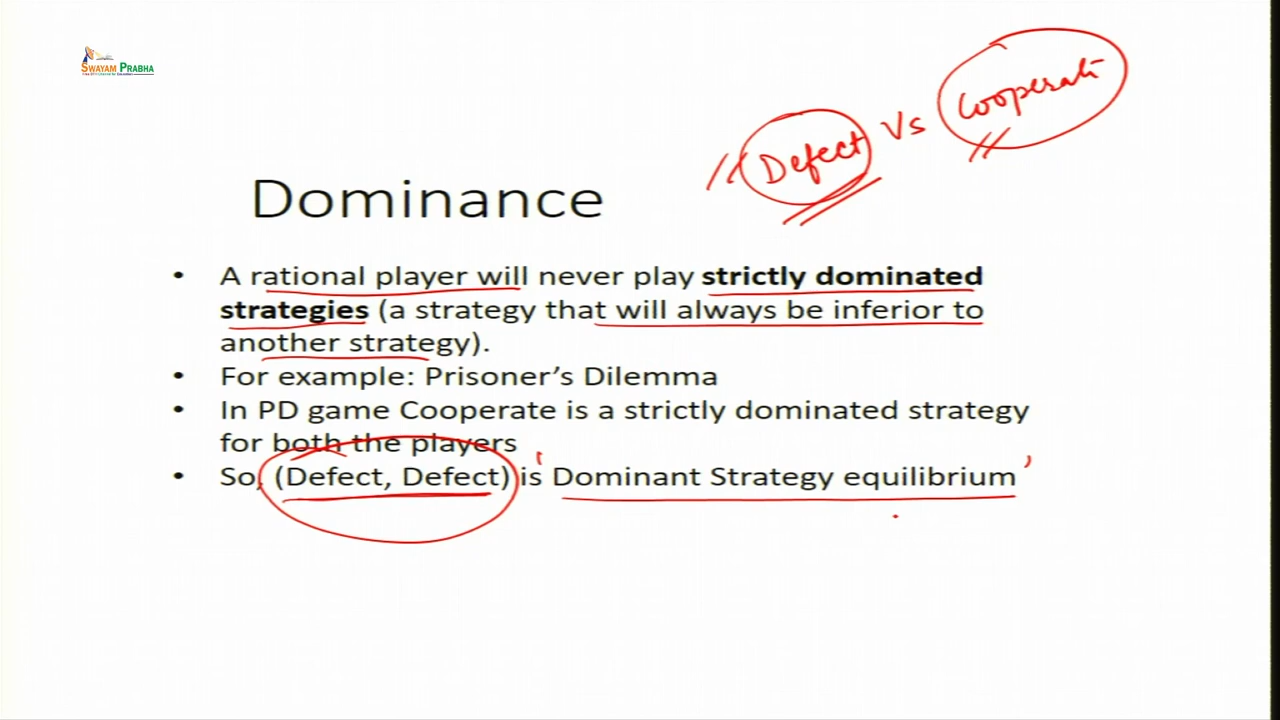 SWAYAM PRABHA
Defect Vs Cooperati
Dominance
• A rational player will never play strictly dominated
strategies (a strategy that will always be inferior to
another strategy).
• For example: Prisoner's Dilemma
• In PD game Cooperate is a strictly dominated strategy
for both the players
• So, (Defect, Defect) is 'Dominant Strategy equilibrium'